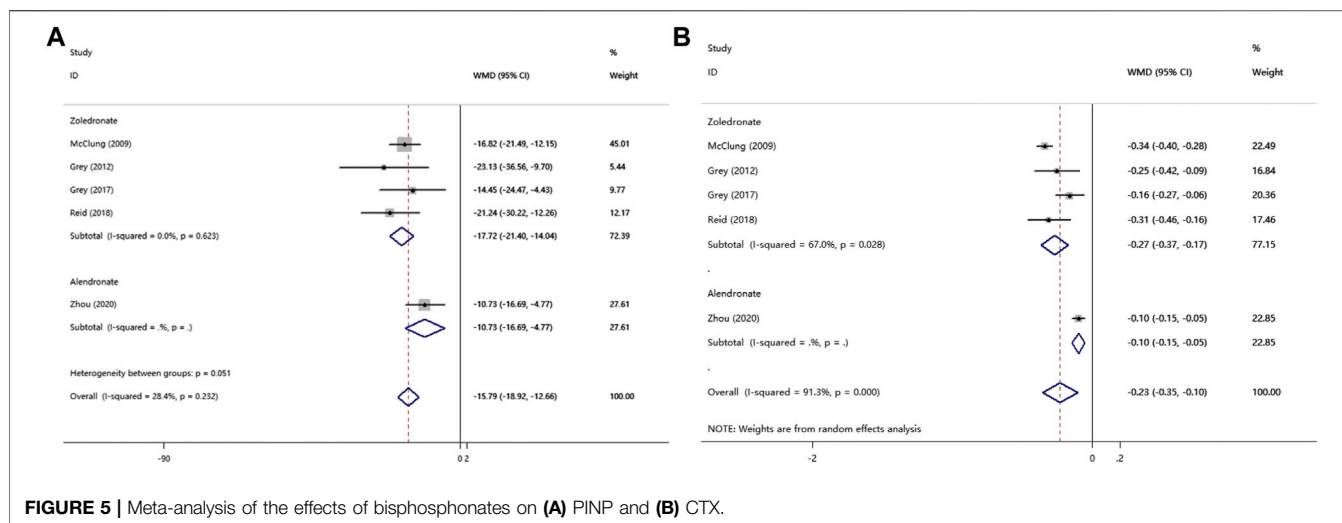 A
Study %
ID WMD (95% CI) Weight
Zoledronate
McClung (2009) -16.82 (-21.49, -12.15) 45.01
Grey (2012) -23.13 (-36.56, -9.70) 5.44
Grey (2017) -14.45 (-24.47, -4.43) 9.77
Reid (2018) -21.24 (-30.22, -12.26) 12.17
Subtotal (I-squared = 0.0%, p = 0.623) -17.72 (-21.40, -14.04) 72.39
.
Alendronate
Zhou (2020) -10.73 (-16.69, -4.77) 27.61
Subtotal (I-squared = .%, p = .) -10.73 (-16.69, -4.77) 27.61
.
Heterogeneity between groups: p = 0.051
Overall (I-squared = 28.4%, p = 0.232) -15.79 (-18.92, -12.66) 100.00
-90 0 2
B
Study %
ID WMD (95% CI) Weight
Zoledronate
McClung (2009) -0.34 (-0.40, -0.28) 22.49
Grey (2012) -0.25 (-0.42, -0.09) 16.84
Grey (2017) -0.16 (-0.27, -0.06) 20.36
Reid (2018) -0.31 (-0.46, -0.16) 17.46
Subtotal (I-squared = 67.0%, p = 0.028) -0.27 (-0.37, -0.17) 77.15
.
Alendronate
Zhou (2020) -0.10 (-0.15, -0.05) 22.85
Subtotal (I-squared = .%, p = .) -0.10 (-0.15, -0.05) 22.85
.
Overall (I-squared = 91.3%, p = 0.000) -0.23 (-0.35, -0.10) 100.00
NOTE: Weights are from random effects analysis
-2 0 .2
FIGURE 5 | Meta-analysis of the effects of bisphosphonates on (A) PINP and (B) CTX.